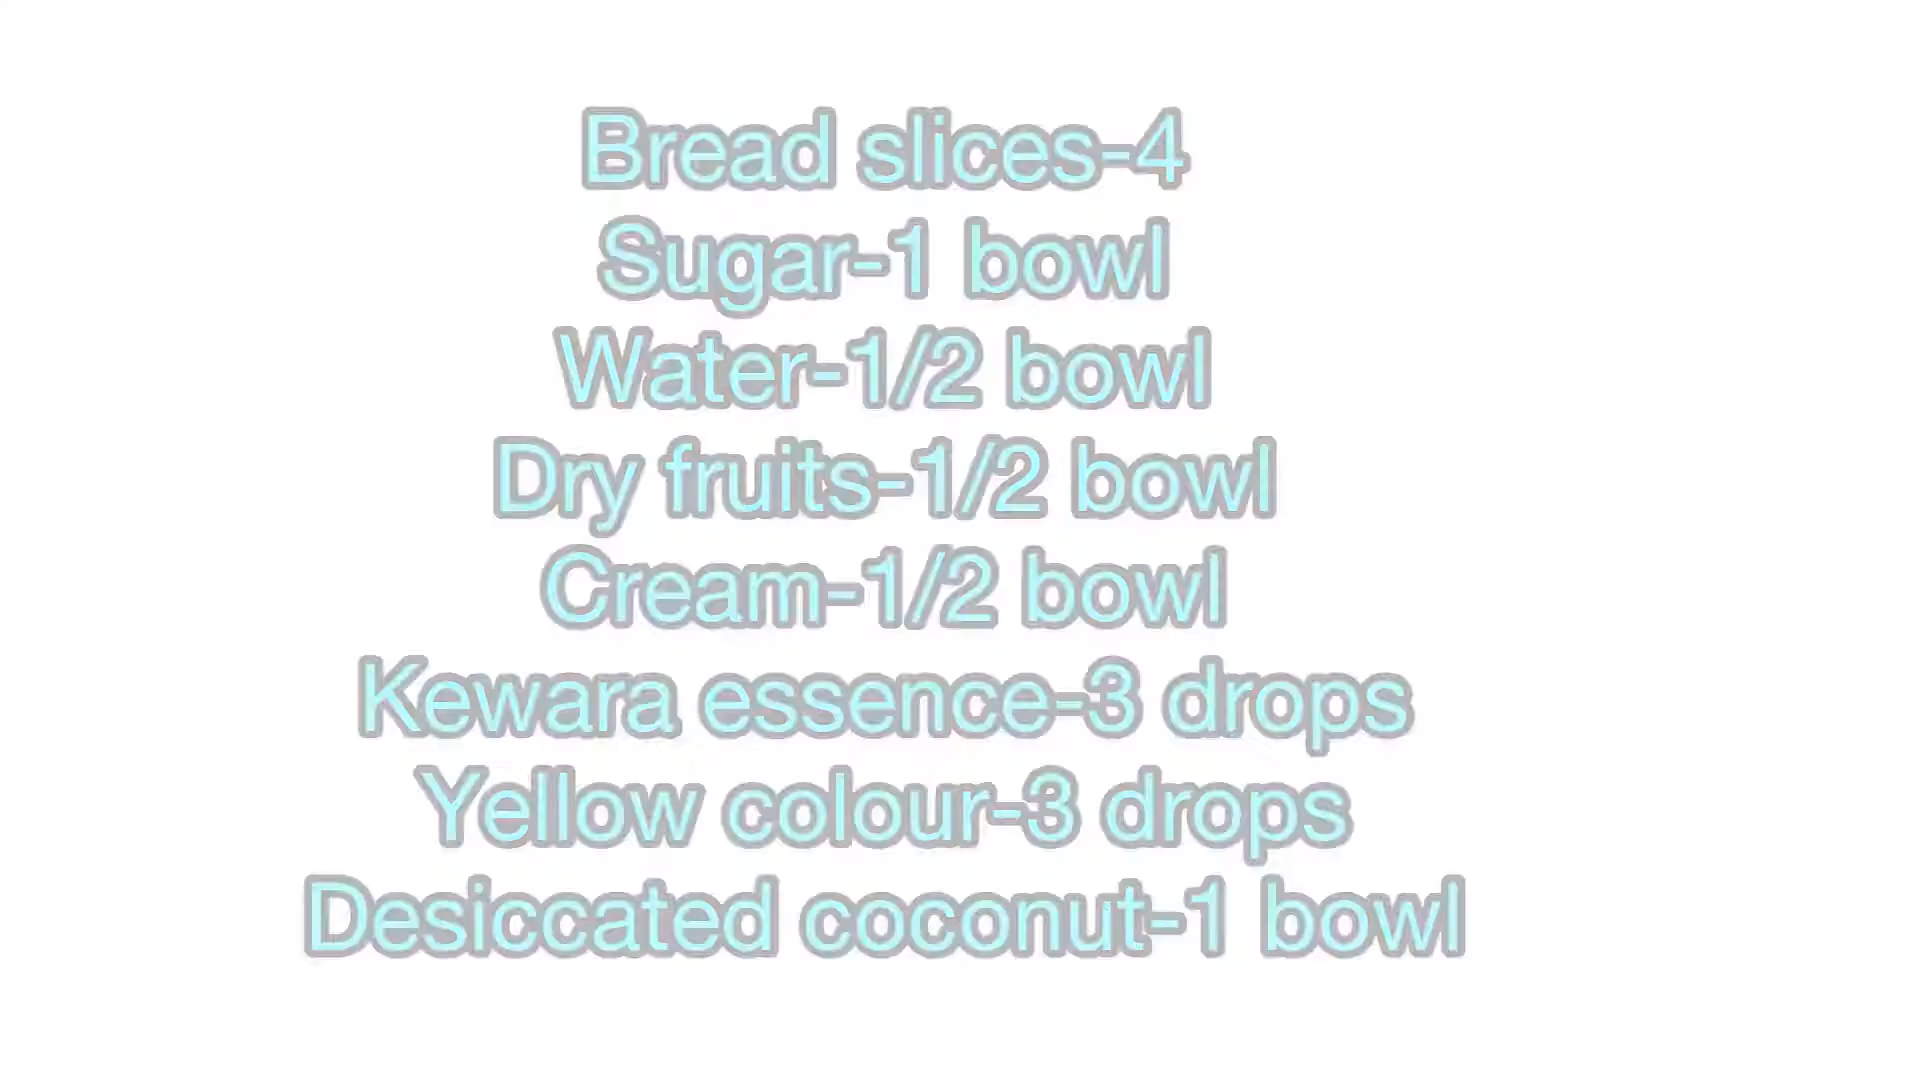 Bread slices-4
Sugar-1 bowl
Water-1/2 bowl
Dry fruits-1/2 bowl
Cream-1/2 bowl
Kewara essence-3 drops
Yellow colour-3 drops
Desiccated coconut-1 bowl